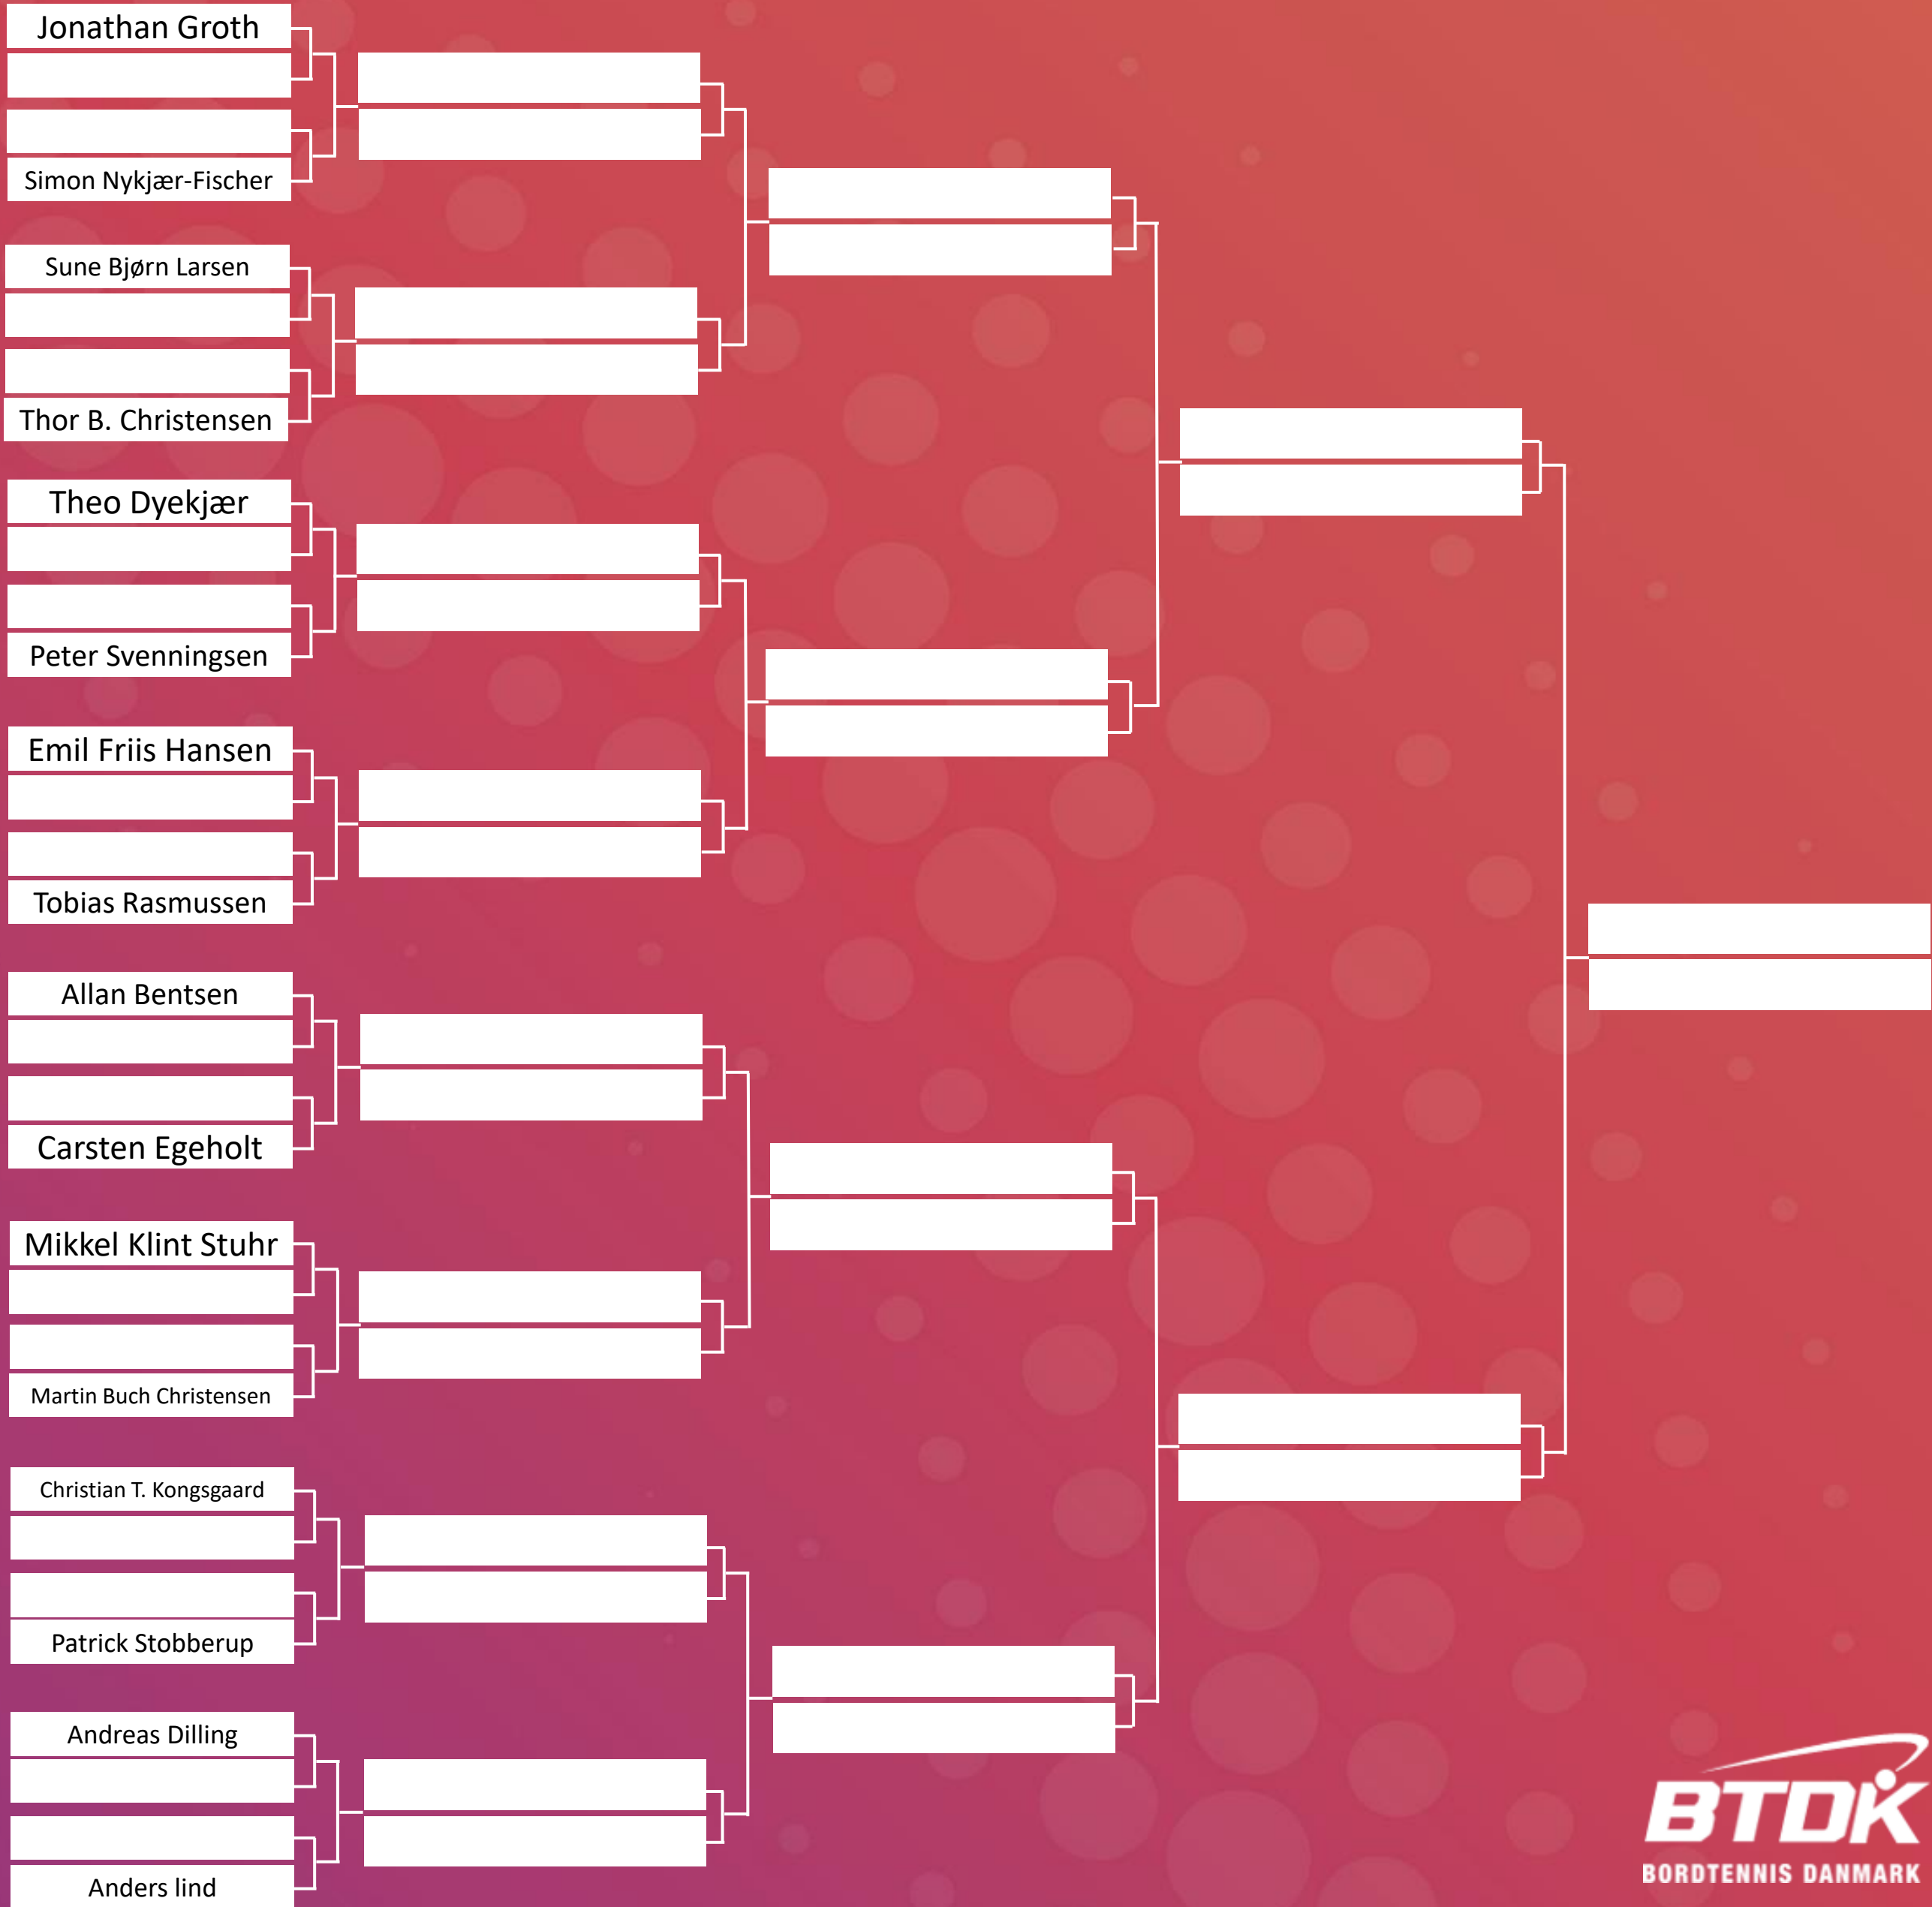 Jonathan Groth
Simon Nykjær-Fischer
Sune Bjørn Larsen
Thor B. Christensen
Theo Dyekjær
Peter Svenningsen
Emil Friis Hansen
Tobias Rasmussen
Allan Bentsen
Carsten Egeholt
Mikkel Klint Stuhr
Martin Buch Christensen
Christian T. Kongsgaard
Patrick Stobberup
Andreas Dilling
Anders lind
BTDK
BORDTENNIS DANMARK